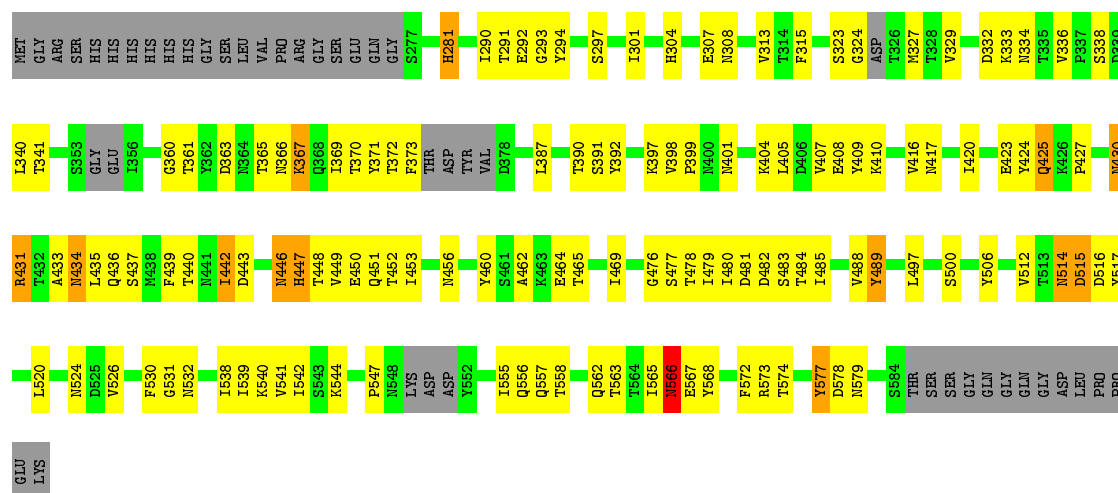 MET GLY ARG SER HIS HIS HIS HIS HIS HIS GLY SER LEU VAL PRO ARG GLY SER GLU GLN GLY S277 H281 I290 T291 E292 G293 Y294 S297 I301 H304 E307 N308 V313 T314 F315 S323 G324 ASP T326 M327 T328 V329 D332 K333 N334 T335 V336 P337 S338 D339
L340 T341 S353 GLY GLU I356 G360 T361 Y362 D363 N364 T365 N366 K367 Q368 I369 T370 Y371 T372 F373 THR ASP TYR VAL D378 L387 T390 S391 Y392 K397 V398 P399 N400 N401 K404 L405 D406 V407 E408 Y409 K410 V416 N417 I420 E423 Y424 Q425 K426 P427
R431 T432 A433 N434 L435 Q436 S437 M438 F439 T440 N441 I442 D443 N446 H447 T448 V449 E450 Q451 T452 I453 N456 Y460 S461 A462 K463 E464 T465 I469 G476 S477 T478 I479 I480 D481 D482 S483 T484 I485 V488 Y489 L497 S500 Y506 V512 T513 N514 D515 D516 Y517
L520 N524 D525 V526 F530 G531 N532 I538 I539 K540 V541 I542 S543 K544 P547 N548 LYS ASP ASP Y552 I555 Q556 Q557 T558 Q562 T563 T564 I565 N566 E567 Y568 F572 R573 T574 Y577 D578 N579 S584 THR SER SER GLY GLN GLY GLN GLY ASP LEU PRO PRO
GLU LYS